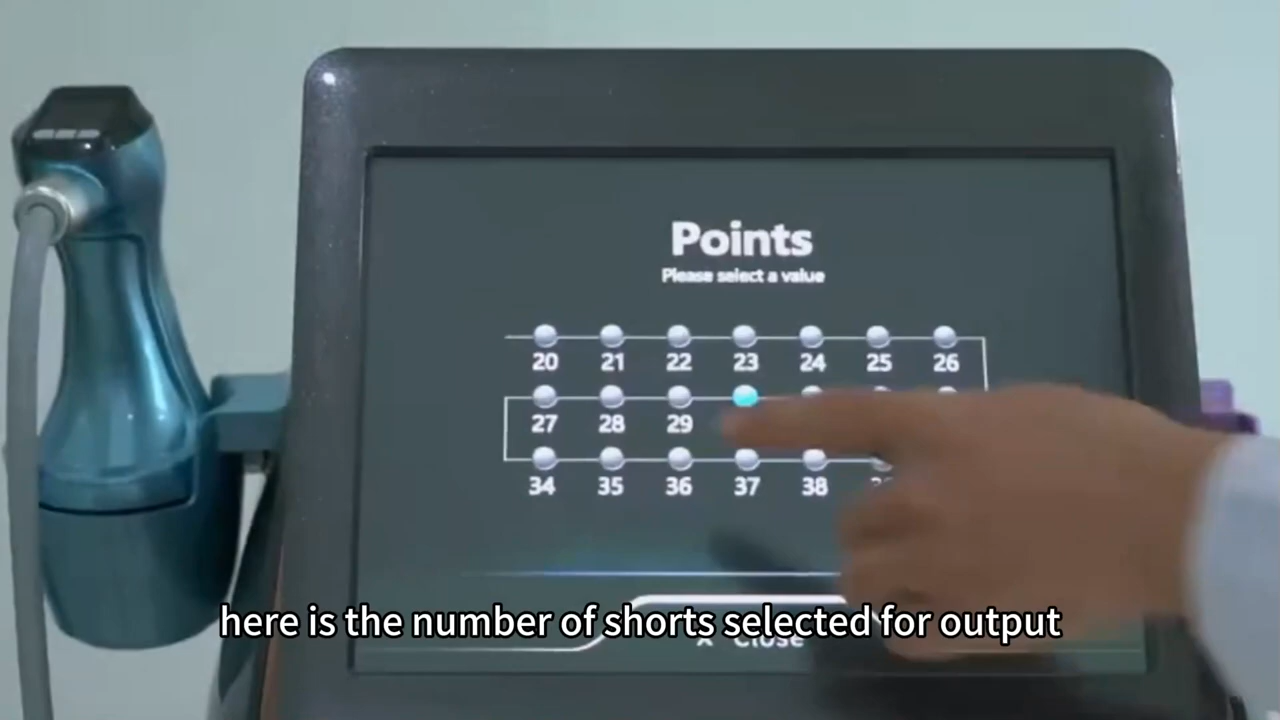 Points
Please select a value
20 21 22 23 24 25 26
27 28 29
34 35 36 37 38
here is the number of shorts selected for output
X Close